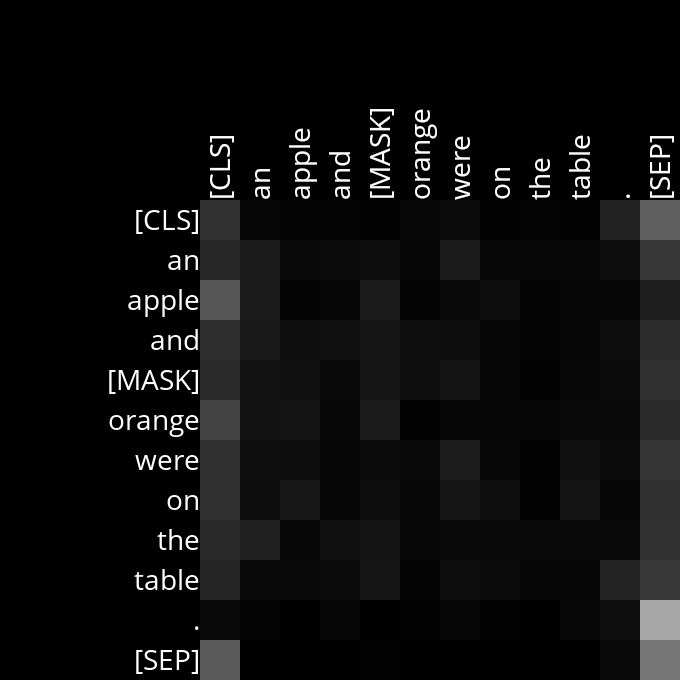 [CLS] an apple and [MASK] orange were on the table . [SEP]
[CLS]
an
apple
and
[MASK]
orange
were
on
the
table
.
[SEP]